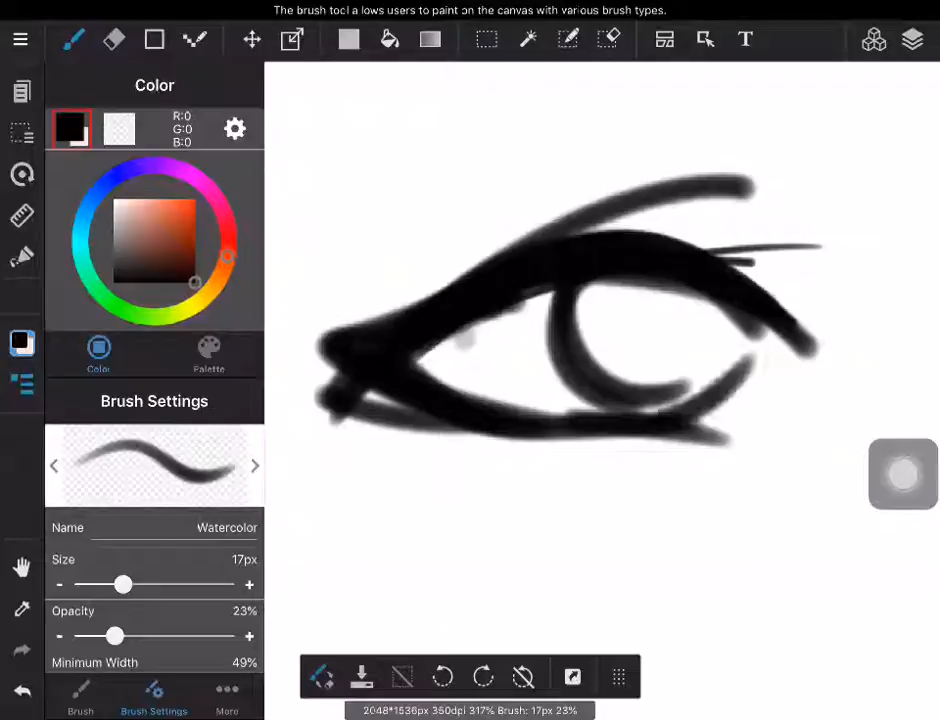 The brush tocl a lows users to paint on the canvas with various brush types.
T
Color
R:0
G:0
B:0
Color
Palette
Brush Settings
Name Watercolor
Size 17px
- +
Opacity 23%
- +
Minimum Width 49%
Brush Brush Settings More
2048*1536px 350dpi 317% Brush: 17px 23%